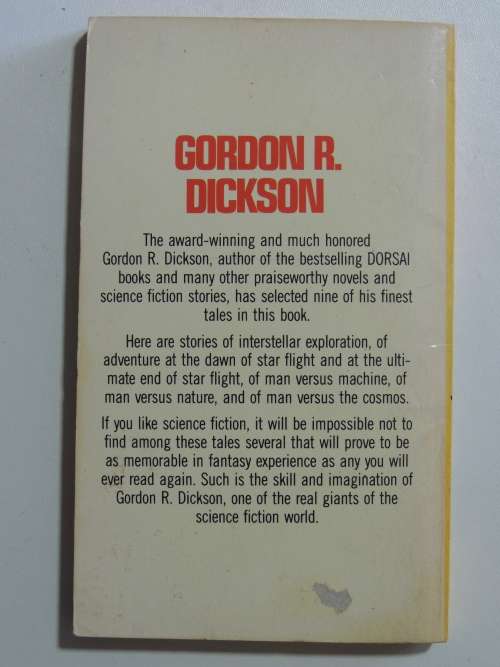 GORDON R.
DICKSON
The award-winning and much honored
Gordon R. Dickson, author of the bestselling DORSAI
books and many other praiseworthy novels and
science fiction stories, has selected nine of his finest
tales in this book.
Here are stories of interstellar exploration, of
adventure at the dawn of star flight and at the ulti-
mate end of star flight, of man versus machine, of
man versus nature, and of man versus the cosmos.
If you like science fiction, it will be impossible not to
find among these tales several that will prove to be
as memorable in fantasy experience as any you will
ever read again. Such is the skill and imagination of
Gordon R. Dickson, one of the real giants of the
science fiction world.